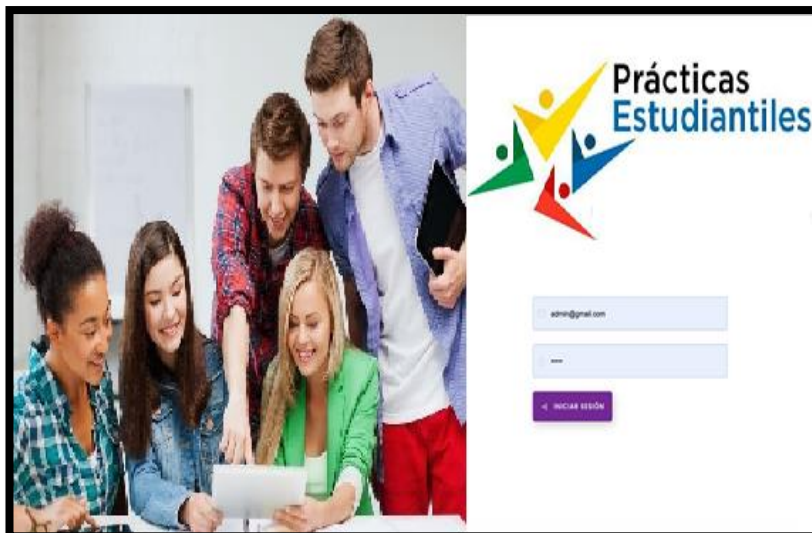 Prácticas
Estudiantiles
admin@gmail.com
•••••
INICIAR SESIÓN